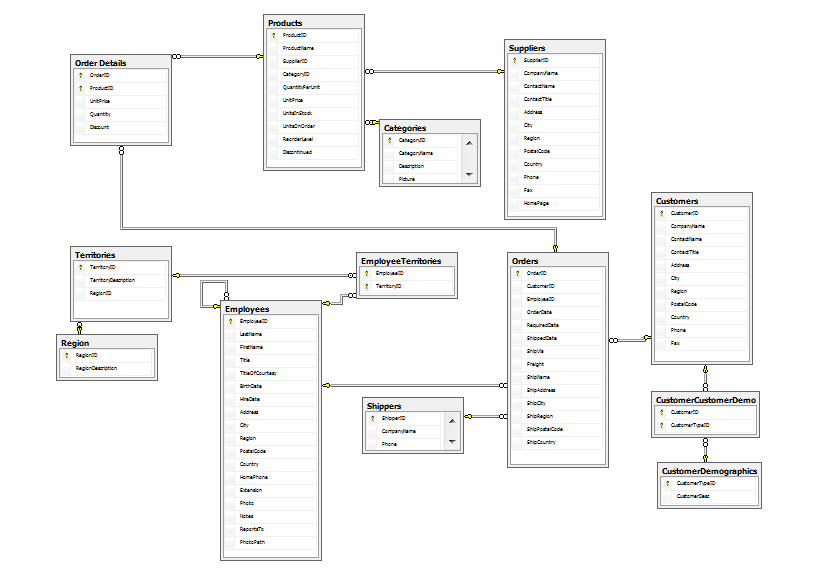 Products
ProductID
ProductName
SupplierID
CategoryID
QuantityPerUnit
UnitPrice
UnitsInStock
UnitsOnOrder
ReorderLevel
Discontinued
Order Details
OrderID
ProductID
UnitPrice
Quantity
Discount
Suppliers
SupplierID
CompanyName
ContactName
ContactTitle
Address
City
Region
PostalCode
Country
Phone
Fax
HomePage
Categories
CategoryID
CategoryName
Description
Picture
Customers
CustomerID
CompanyName
ContactName
ContactTitle
Address
City
Region
PostalCode
Country
Phone
Fax
Territories
TerritoryID
TerritoryDescription
RegionID
EmployeeTerritories
EmployeeID
TerritoryID
Orders
OrderID
CustomerID
EmployeeID
OrderDate
RequiredDate
ShippedDate
ShipVia
Freight
ShipName
ShipAddress
ShipCity
ShipRegion
ShipPostalCode
ShipCountry
Employees
EmployeeID
LastName
FirstName
Title
TitleOfCourtesy
BirthDate
HireDate
Address
City
Region
PostalCode
Country
HomePhone
Extension
Photo
Notes
ReportsTo
PhotoPath
Region
RegionID
RegionDescription
Shippers
ShipperID
CompanyName
Phone
CustomerCustomerDemo
CustomerID
CustomerTypeID
CustomerDemographics
CustomerTypeID
CustomerDesc